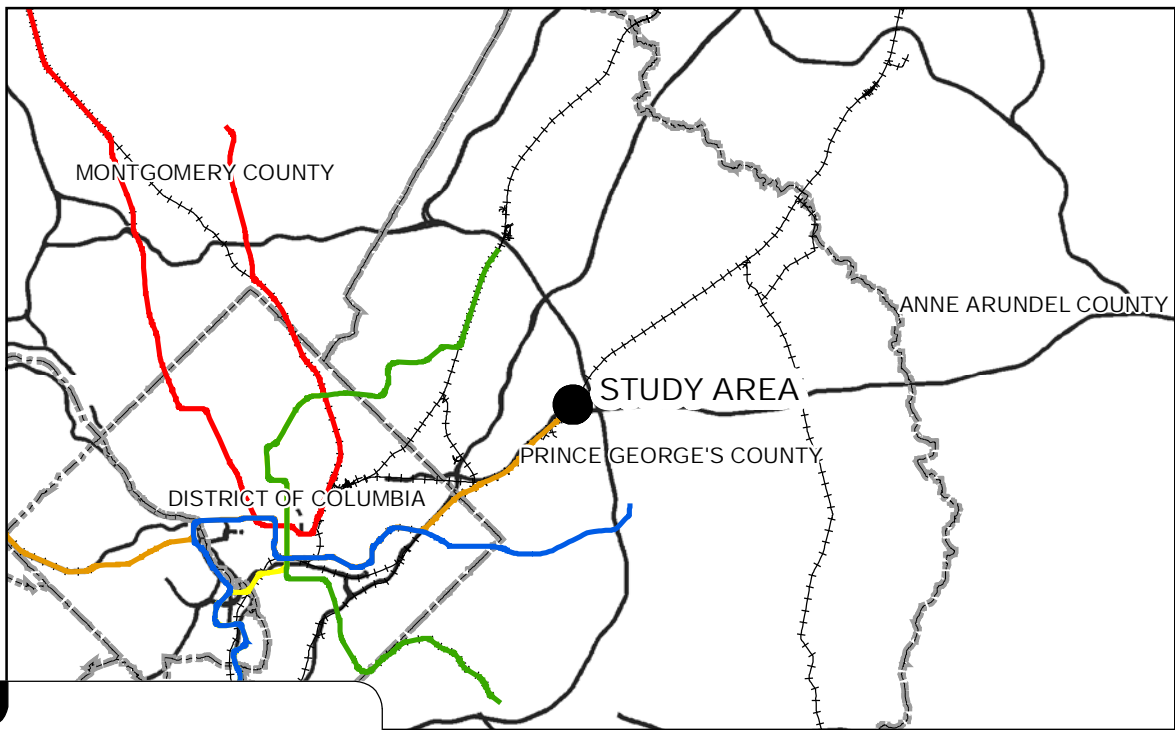 MONTGOMERY COUNTY
ANNE ARUNDEL COUNTY
STUDY AREA
PRINCE GEORGE'S COUNTY
DISTRICT OF COLUMBIA